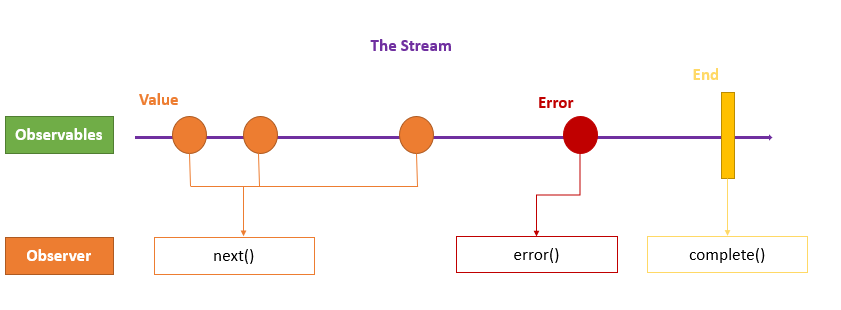 The Stream
End
Value
Error
Observables
Observer
next()
error()
complete()